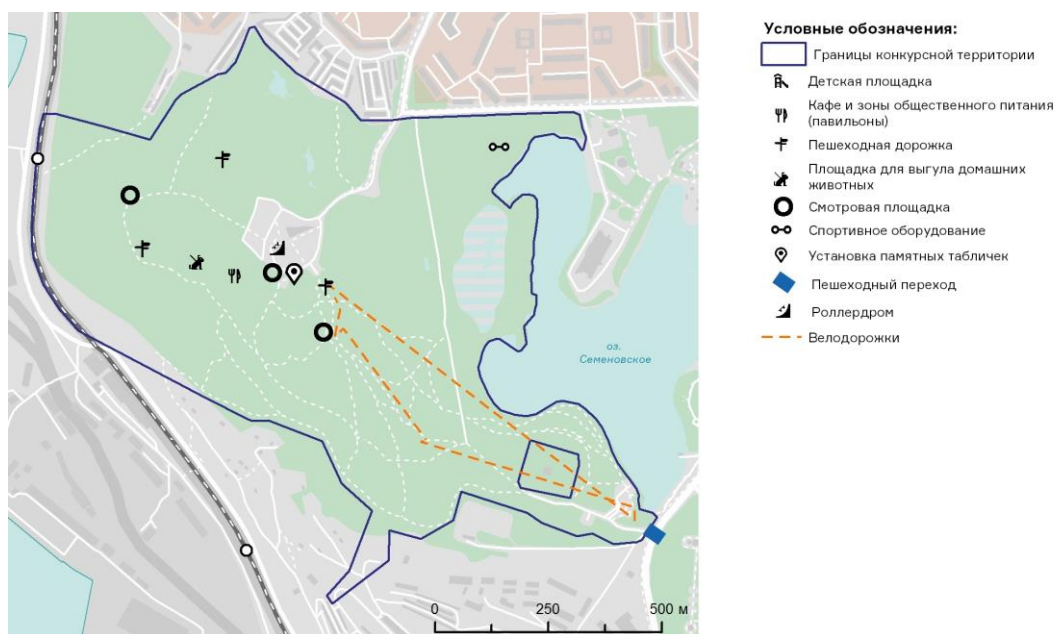 оз.
Семеновское
0 250 500 м
Условные обозначения:
Границы конкурсной территории
Детская площадка
Кафе и зоны общественного питания
(павильоны)
Пешеходная дорожка
Площадка для выгула домашних
животных
Смотровая площадка
Спортивное оборудование
Установка памятных табличек
Пешеходный переход
Роллердром
Велодорожки